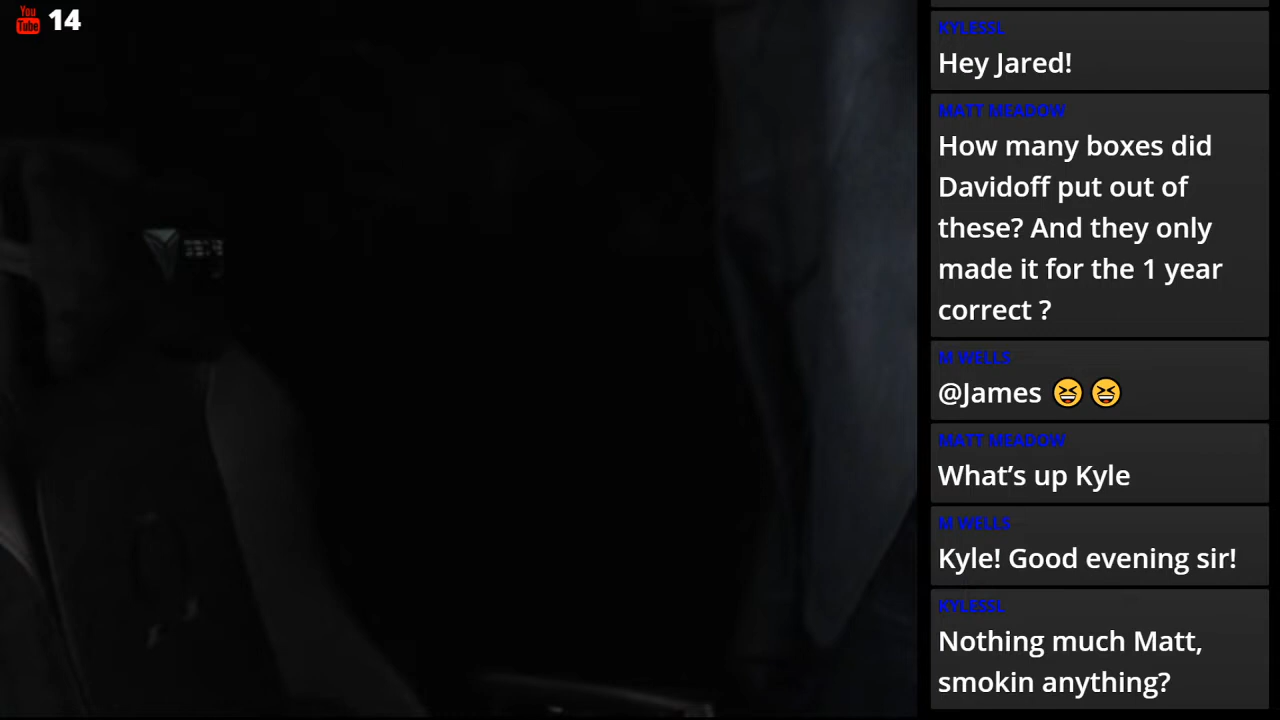 You
Tube 14
KYLESSL
Hey Jared!
MATT MEADOW
How many boxes did
Davidoff put out of
these? And they only
made it for the 1 year
correct ?
M WELLS
@James 😆 😆
MATT MEADOW
What's up Kyle
M WELLS
Kyle! Good evening sir!
KYLESSL
Nothing much Matt,
smokin anything?